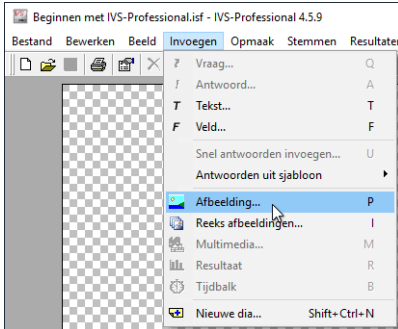 Beginnen met IVS-Professional.isf - IVS-Professional 4.5.9
Bestand Bewerken Beeld Invoegen Opmaak Stemmen Resultaten
? Vraag... Q
! Antwoord... A
T Tekst... T
F Veld... F
Snel antwoorden invoegen... U
Antwoorden uit sjabloon
Afbeelding... P
Reeks afbeeldingen... I
Multimedia... M
Resultaat R
Tijdbalk B
Nieuwe dia... Shift+Ctrl+N